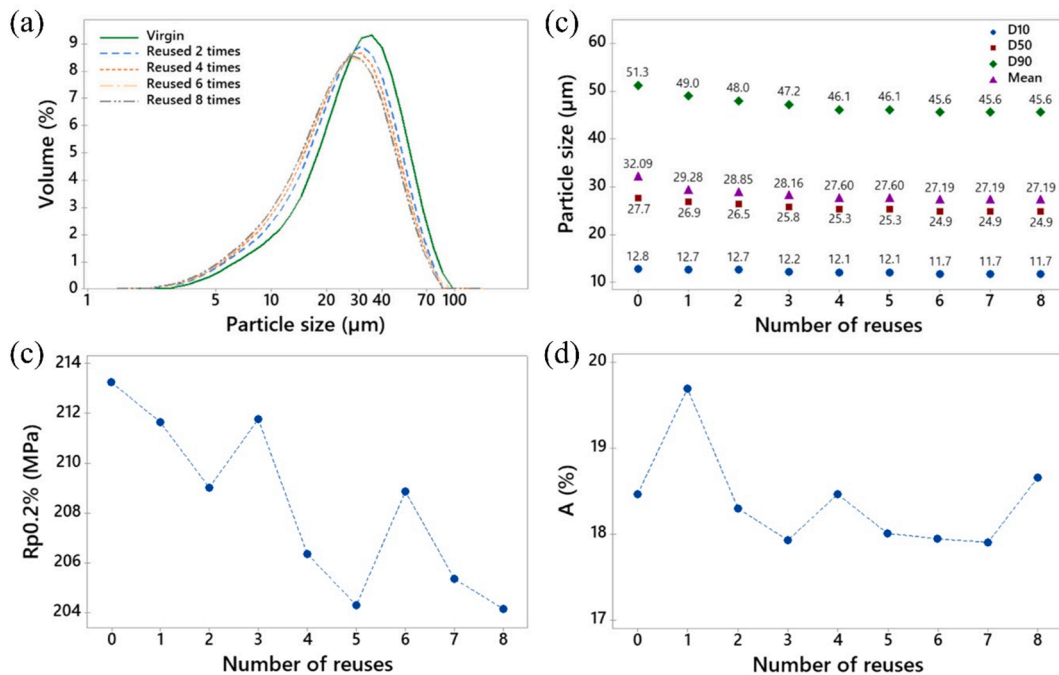 (a)
Virgin
Reused 2 times
Reused 4 times
Reused 6 times
Reused 8 times
9
8
7
6
5
4
3
2
1
0
Volume (%)
1 5 10 20 30 40 70 100
Particle size (µm)
(c)
D10
D50
D90
Mean
60
50
40
30
20
10
Particle size (µm)
51.3 49.0 48.0 47.2 46.1 46.1 45.6 45.6 45.6
32.09 29.28 28.85 28.16 27.60 27.60 27.19 27.19 27.19
27.7 26.9 26.5 25.8 25.3 25.3 24.9 24.9 24.9
12.8 12.7 12.7 12.2 12.1 12.1 11.7 11.7 11.7
0 1 2 3 4 5 6 7 8
Number of reuses
(c)
214
212
210
208
206
204
Rp0.2% (MPa)
0 1 2 3 4 5 6 7 8
Number of reuses
(d)
20
19
18
17
A (%)
0 1 2 3 4 5 6 7 8
Number of reuses